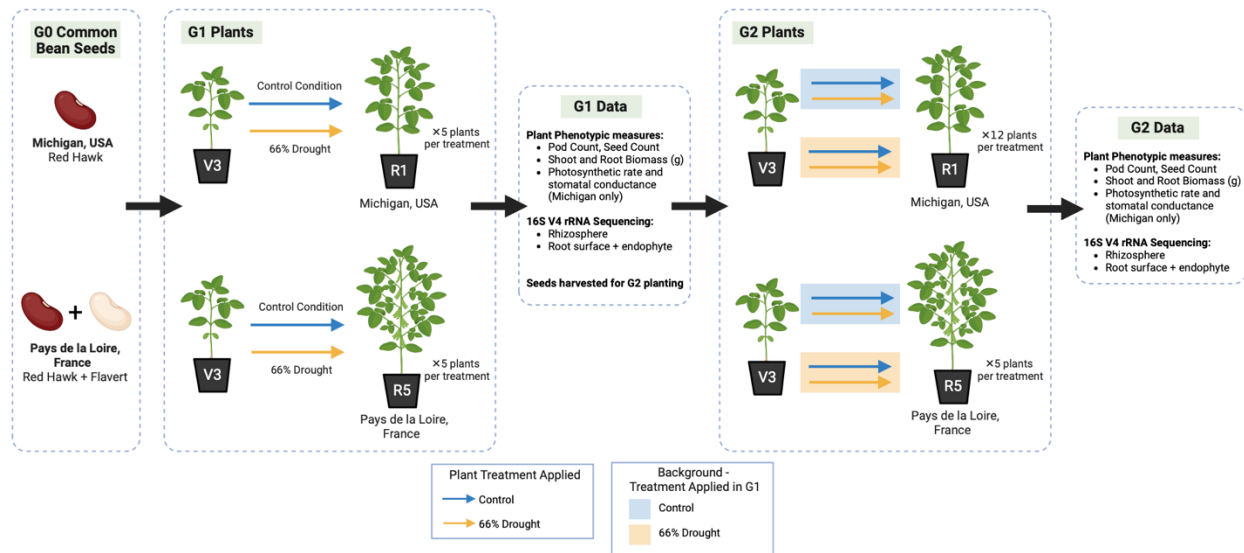 G0 Common
Bean Seeds
Michigan, USA
Red Hawk
+
Pays de la Loire,
France
Red Hawk + Flavert
G1 Plants
V3
Control Condition
66% Drought
R1
×5 plants
per treatment
Michigan, USA
V3
Control Condition
66% Drought
R5
×5 plants
per treatment
Pays de la Loire,
France
G1 Data
Plant Phenotypic measures:
• Pod Count, Seed Count
• Shoot and Root Biomass (g)
• Photosynthetic rate and
stomatal conductance
(Michigan only)
16S V4 rRNA Sequencing:
• Rhizosphere
• Root surface + endophyte
Seeds harvested for G2 planting
G2 Plants
V3
R1
×12 plants
per treatment
Michigan, USA
V3
R5
×5 plants
per treatment
Pays de la Loire,
France
G2 Data
Plant Phenotypic measures:
• Pod Count, Seed Count
• Shoot and Root Biomass (g)
• Photosynthetic rate and
stomatal conductance
(Michigan only)
16S V4 rRNA Sequencing:
• Rhizosphere
• Root surface + endophyte
Plant Treatment Applied
Control
66% Drought
Background -
Treatment Applied in G1
Control
66% Drought